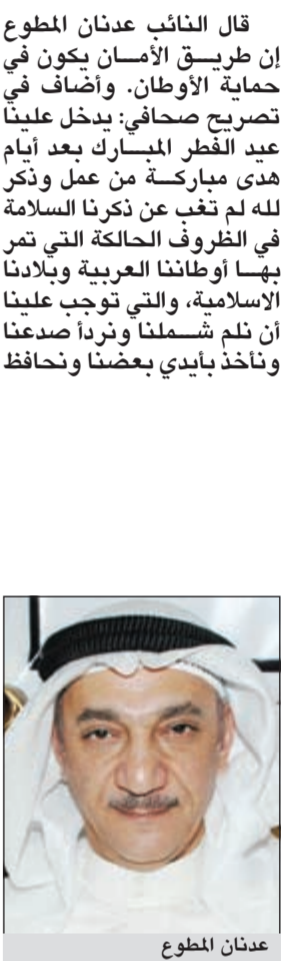 قال النائب عدنان المطوع
إن طريق الأمان يكون في
حماية الأوطان. وأضاف في
تصريح صحافي: يدخل علينا
عيد الفطر المبارك بعد أيام
هدى مباركة من عمل وذكر
لله لم تغب عن ذكرنا السلامة
في الظروف الحالكة التي تمر
بها أوطاننا العربية وبلادنا
الاسلامية، والتي توجب علينا
أن نلم شملنا ونردأ صدعنا
ونأخذ بأيدي بعضنا ونحافظ
عدنان المطوع